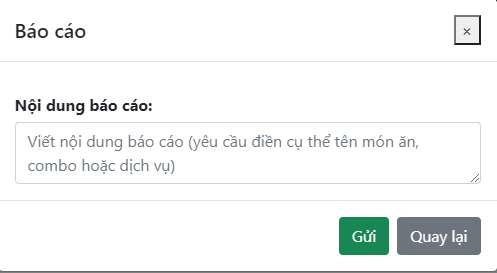 Báo cáo
×
Nội dung báo cáo:
Viết nội dung báo cáo (yêu cầu điền cụ thể tên món ăn,
combo hoặc dịch vụ)
Gửi Quay lại